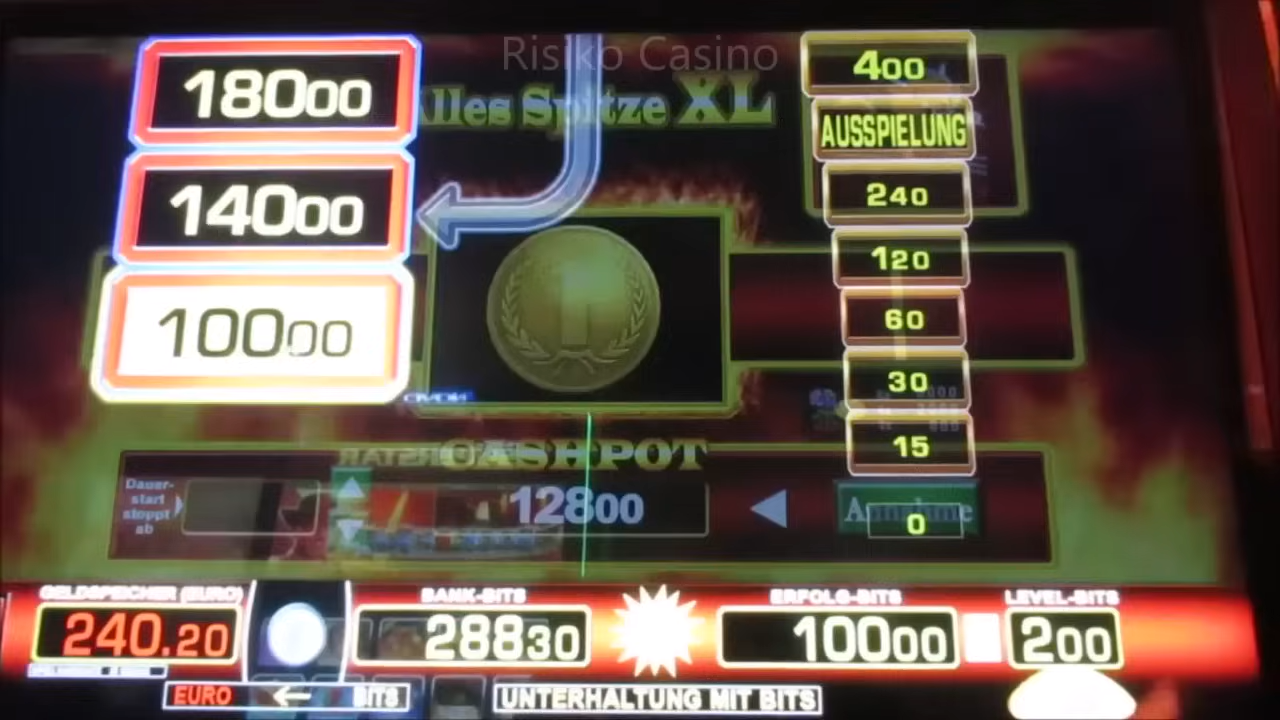 Risiko Casino
18000
14000
10000
Alles Spitze XL
400
AUSSPIELUNG
240
120
60
30
15
0
CASHPOT
Dauer-
start
stoppt
ab
12800
Annahme
GELDSPEICHER (EURO)
240.20
BANK-BITS
28830
ERFOLG-BITS
10000
LEVEL-BITS
200
EURO
BITS
UNTERHALTUNG MIT BITS